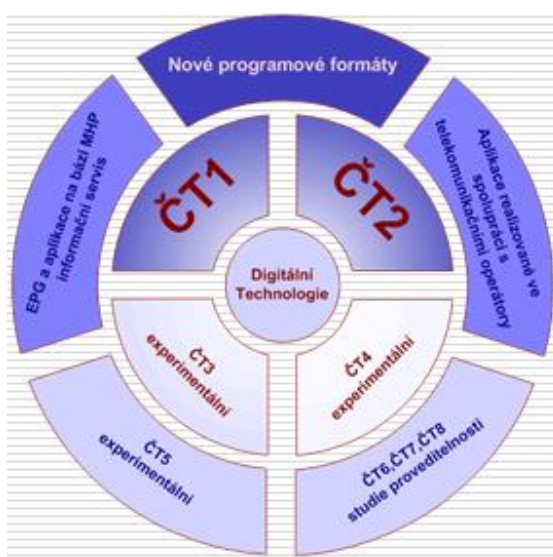 Nové programové formáty
EPG a aplikace na bázi MHP
informační servis
Aplikace realizované ve
spolupráci s
telekomunikačními operátory
ČT1
ČT2
Digitální
Technologie
ČT3
experimentální
ČT4
experimentální
ČT5
experimentální
ČT6,ČT7,ČT8
studie proveditelnosti